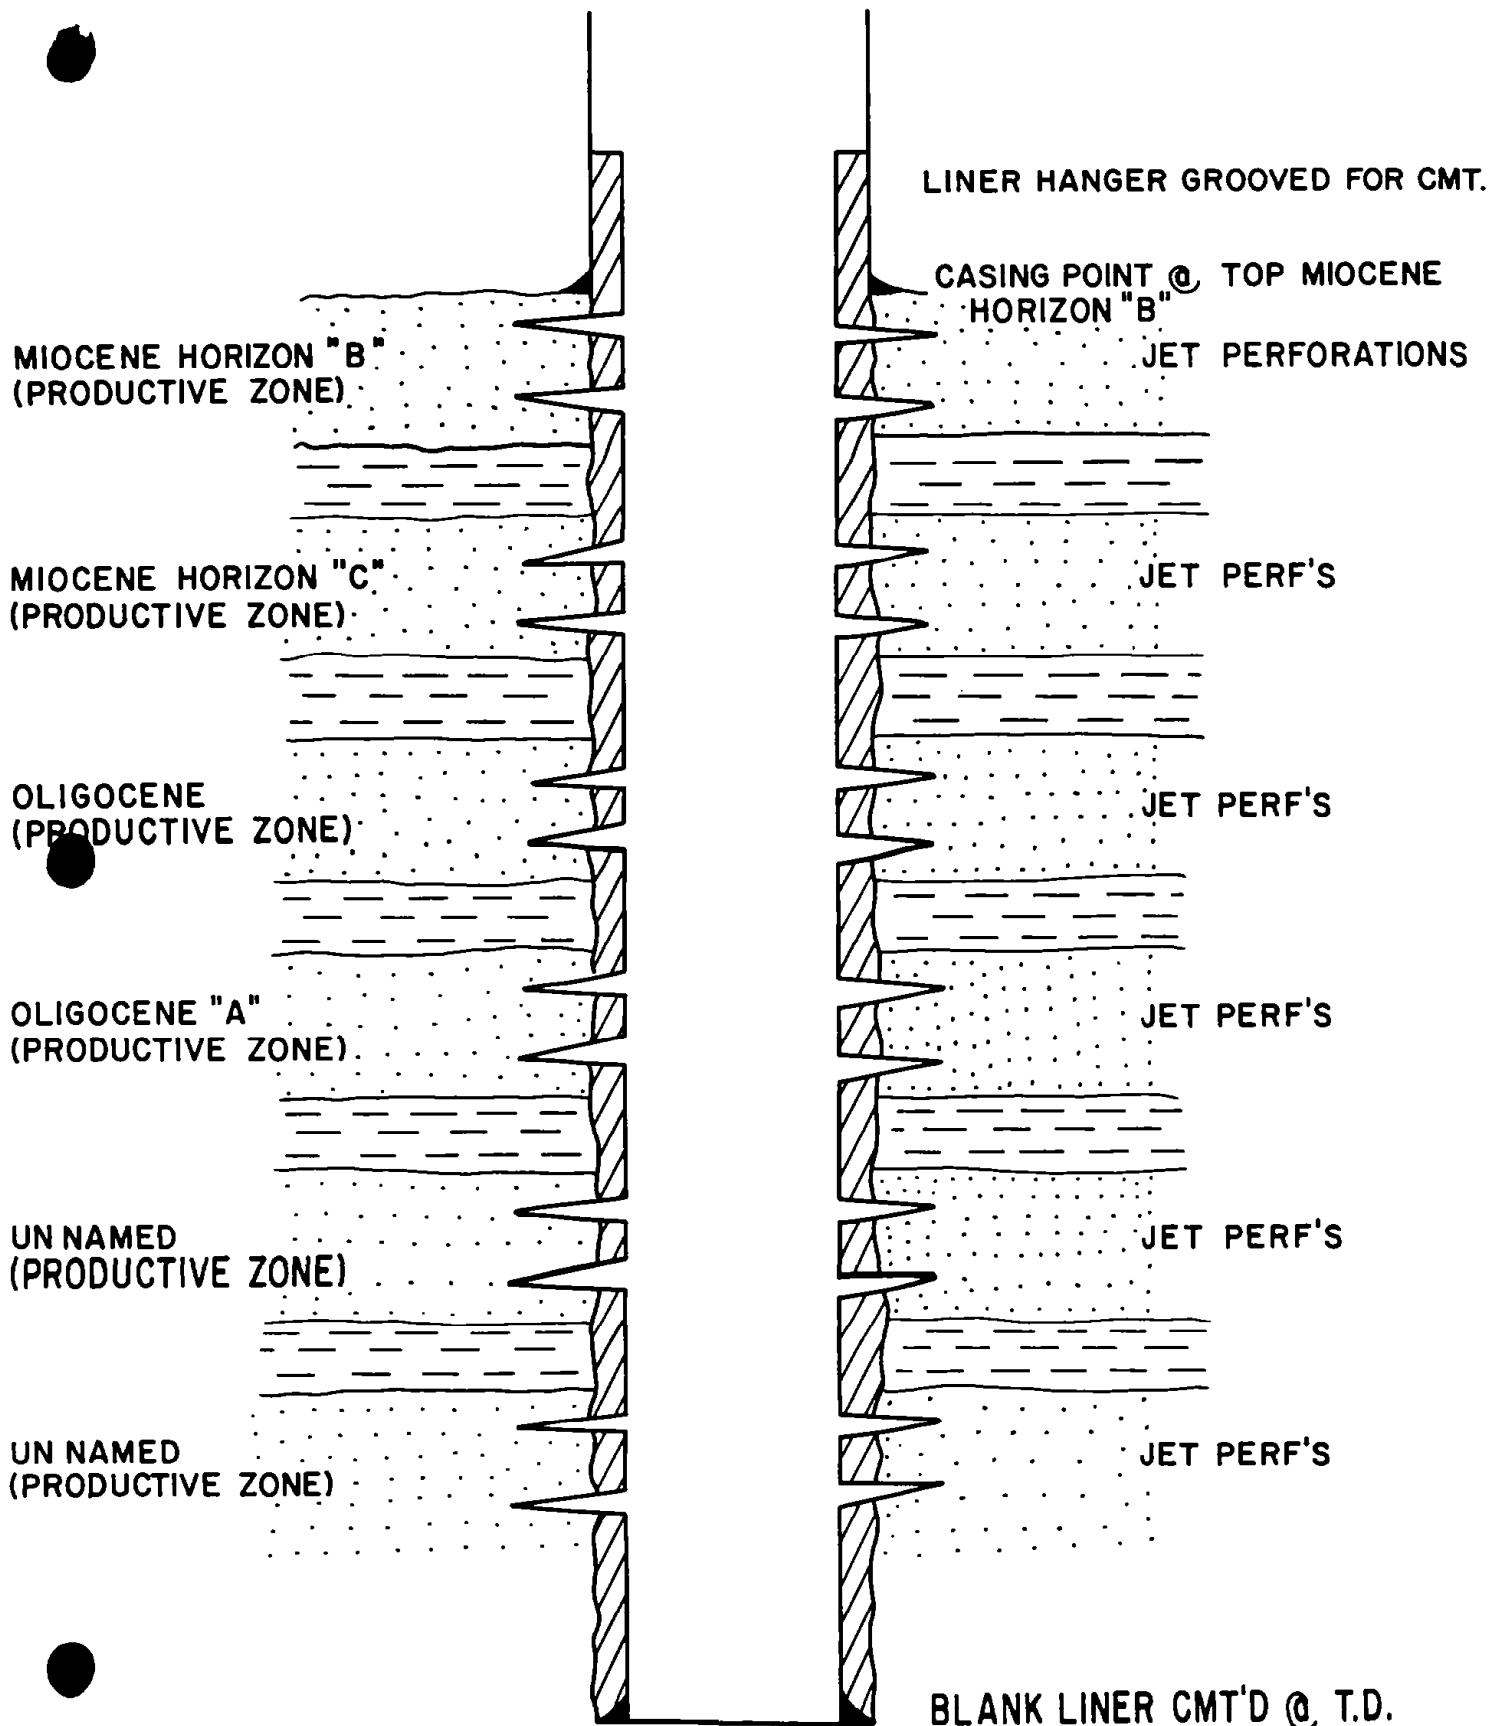 LINER HANGER GROOVED FOR CMT.
CASING POINT @ TOP MIOCENE
HORIZON "B"
MIOCENE HORIZON "B"
(PRODUCTIVE ZONE)
JET PERFORATIONS
MIOCENE HORIZON "C"
(PRODUCTIVE ZONE)
JET PERF'S
OLIGOCENE
(PRODUCTIVE ZONE)
JET PERF'S
OLIGOCENE "A"
(PRODUCTIVE ZONE)
JET PERF'S
UN NAMED
(PRODUCTIVE ZONE)
JET PERF'S
UN NAMED
(PRODUCTIVE ZONE)
JET PERF'S
BLANK LINER CMT'D @ T.D.